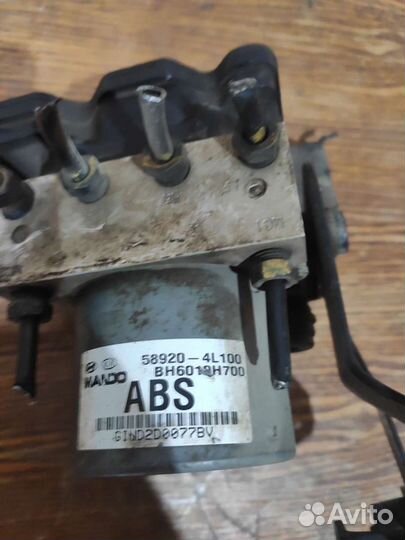 58920-4L100
MANDO
BH6019H700
ABS
GIND2D0077BV
Avito